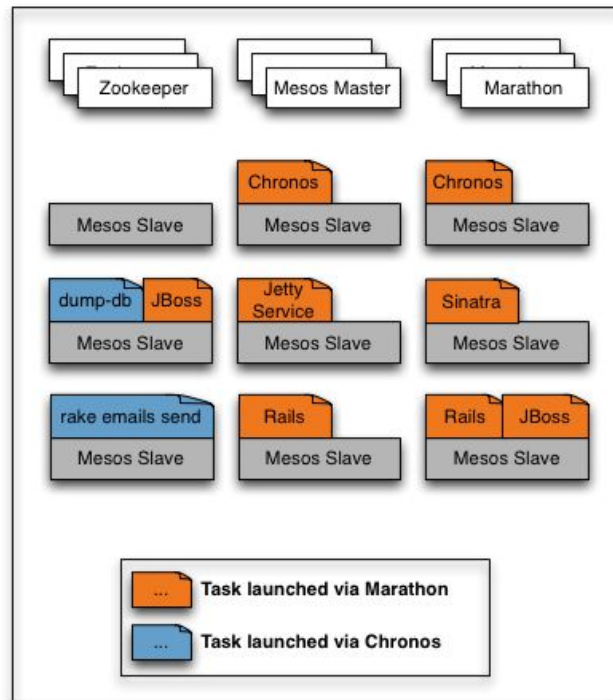 Zookeeper
Mesos Master
Marathon
Chronos
Chronos
Mesos Slave
Mesos Slave
Mesos Slave
dump-db
JBoss
Jetty
Service
Sinatra
Mesos Slave
Mesos Slave
Mesos Slave
rake emails send
Rails
Rails
JBoss
Mesos Slave
Mesos Slave
Mesos Slave
... Task launched via Marathon
... Task launched via Chronos